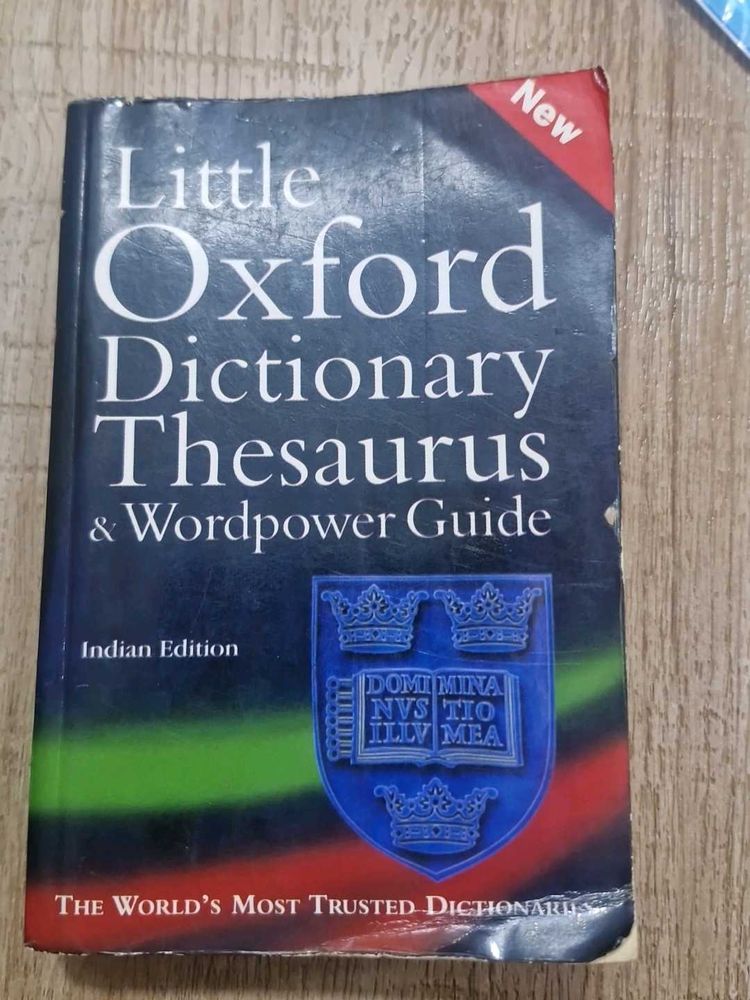 New
Little
Oxford
Dictionary
Thesaurus
& Wordpower Guide
Indian Edition
DOMI MINA
NVS TIO
ILLV MEA
THE WORLD'S MOST TRUSTED DICTIONARIES